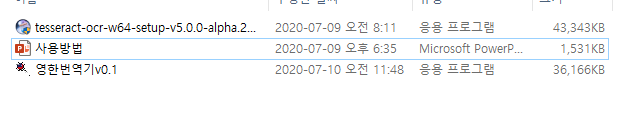 tesseract-ocr-w64-setup-v5.0.0-alpha.2... 2020-07-09 오전 8:11 응용 프로그램 43,343KB
사용방법 2020-07-09 오후 6:35 Microsoft PowerP... 1,531KB
영한번역기v0.1 2020-07-10 오전 11:48 응용 프로그램 36,166KB